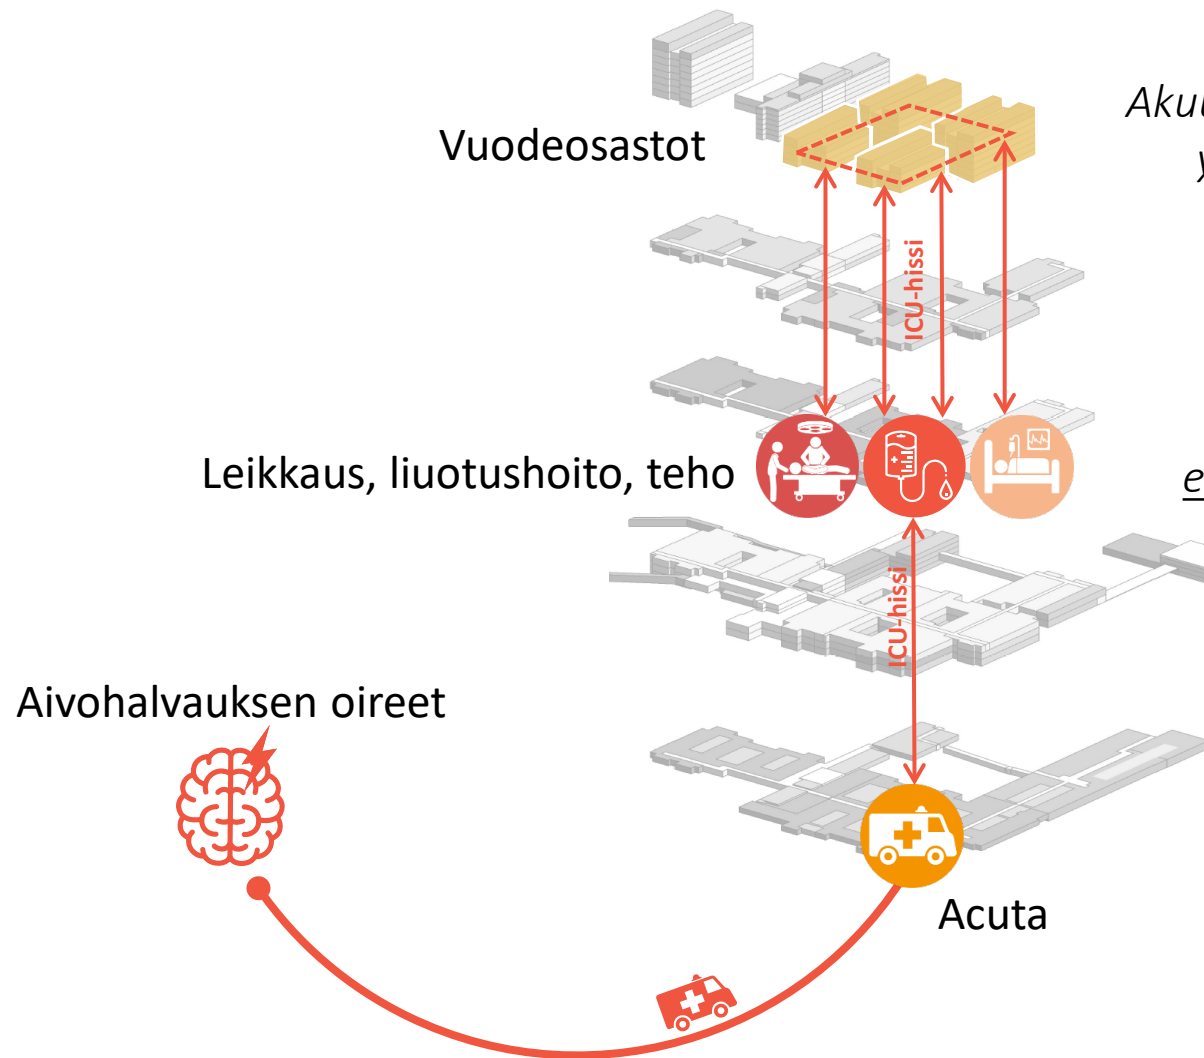 Vuodeosastot
ICU-hissi
Leikkaus, liuotushoito, teho
ICU-hissi
Aivohalvauksen oireet
Acuta